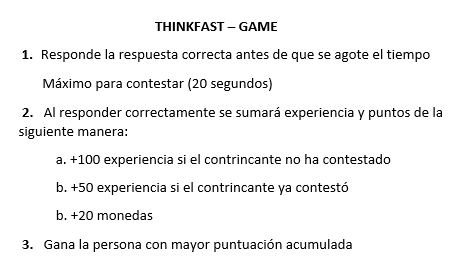 THINKFAST – GAME
1. Responde la respuesta correcta antes de que se agote el tiempo
Máximo para contestar (20 segundos)
2. Al responder correctamente se sumará experiencia y puntos de la
siguiente manera:
a. +100 experiencia si el contrincante no ha contestado
b. +50 experiencia si el contrincante ya contestó
b. +20 monedas
3. Gana la persona con mayor puntuación acumulada